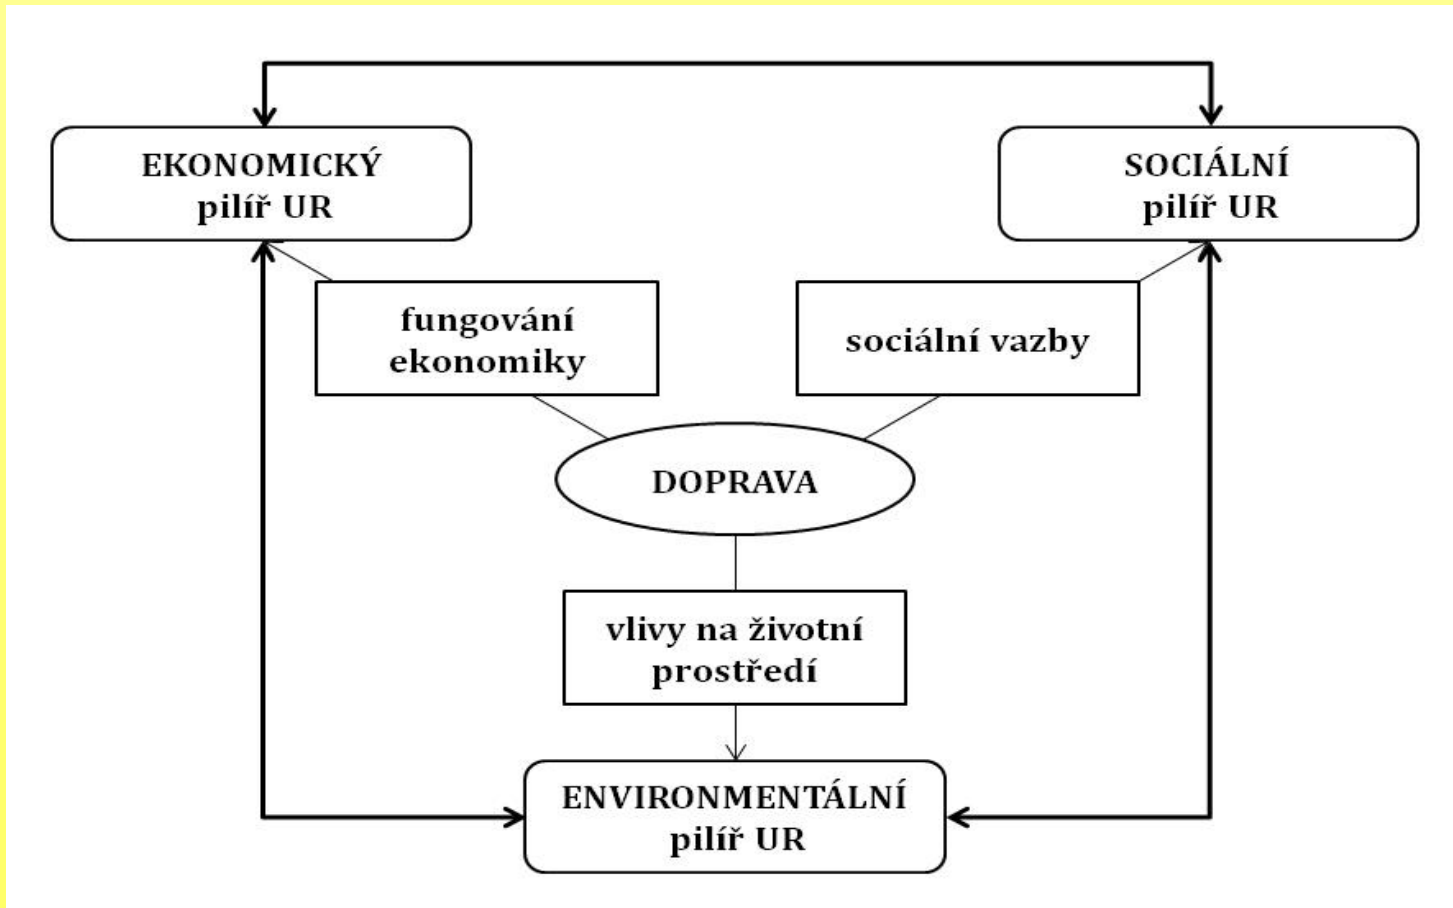 EKONOMICKÝ
pilíř UR
SOCIÁLNÍ
pilíř UR
fungování
ekonomiky
sociální vazby
DOPRAVA
vlivy na životní
prostředí
ENVIRONMENTÁLNÍ
pilíř UR